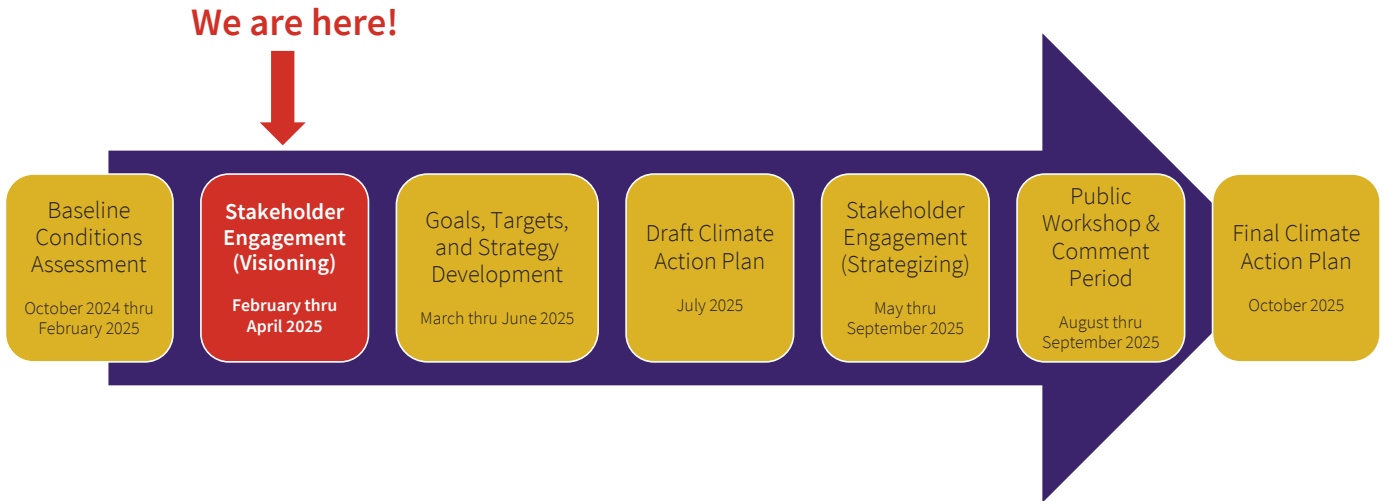 We are here!
Baseline
Conditions
Assessment
October 2024 thru
February 2025
Stakeholder
Engagement
(Visioning)
February thru
April 2025
Goals, Targets,
and Strategy
Development
March thru June 2025
Draft Climate
Action Plan
July 2025
Stakeholder
Engagement
(Strategizing)
May thru
September 2025
Public
Workshop &
Comment
Period
August thru
September 2025
Final Climate
Action Plan
October 2025